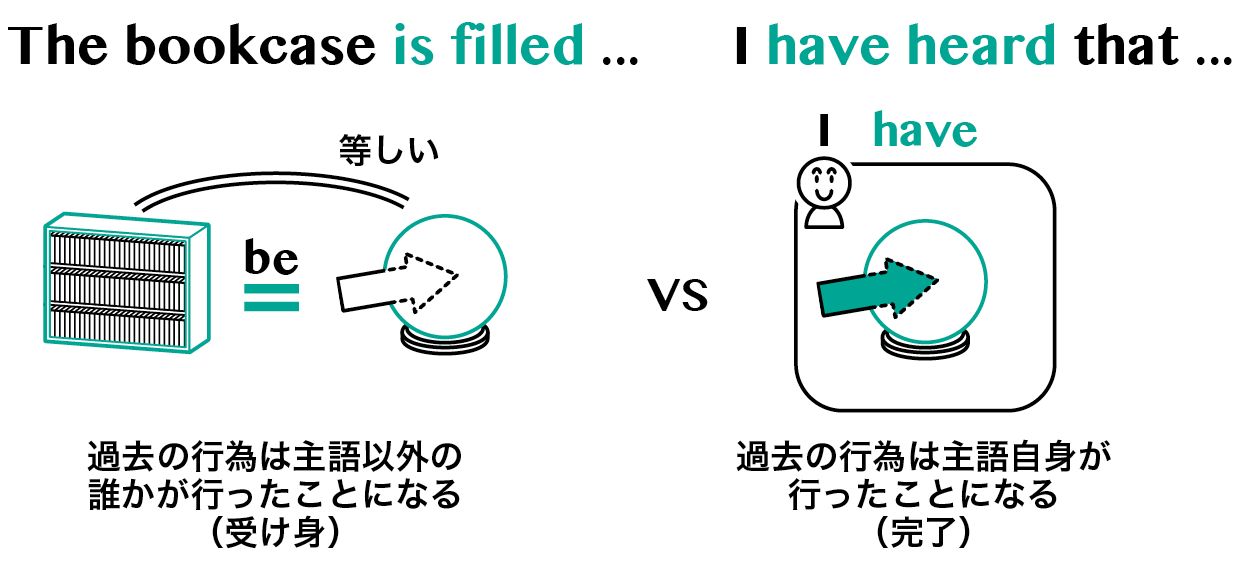 The bookcase is filled ...
I have heard that ...
等しい
be
vs
I have
過去の行為は主語以外の
誰かが行ったことになる
（受け身）
過去の行為は主語自身が
行ったことになる
（完了）